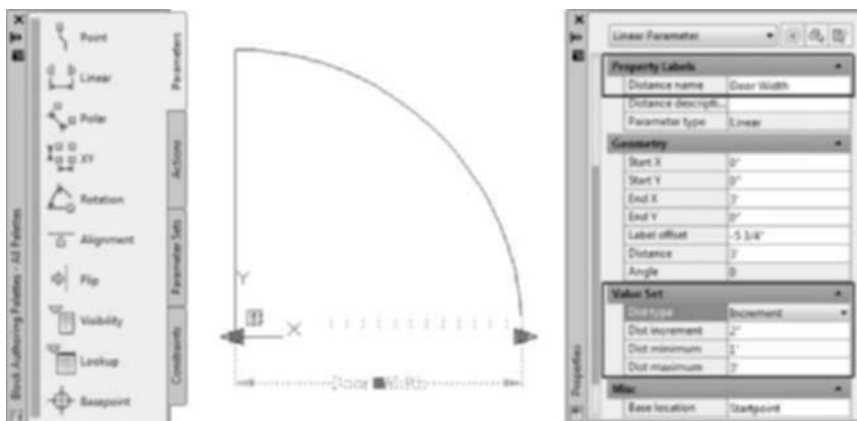 Point
Linear
Polar
XY
Rotation
Alignment
Flip
Visibility
Lookup
Basepoint
Parameters
Actions
Parameter Sets
Constraints
Block Authoring Palettes - All Palettes
Y
X
Door Width
Linear Parameter
Property Labels
Distance name Door Width
Distance descripti...
Parameter type Linear
Geometry
Start X 0"
Start Y 0"
End X 3'
End Y 0"
Label offset -5 3/4"
Distance 3'
Angle 0
Value Set
Dist type Increment
Dist increment 2"
Dist minimum 1'
Dist maximum 3'
Misc
Base location Startpoint
Properties